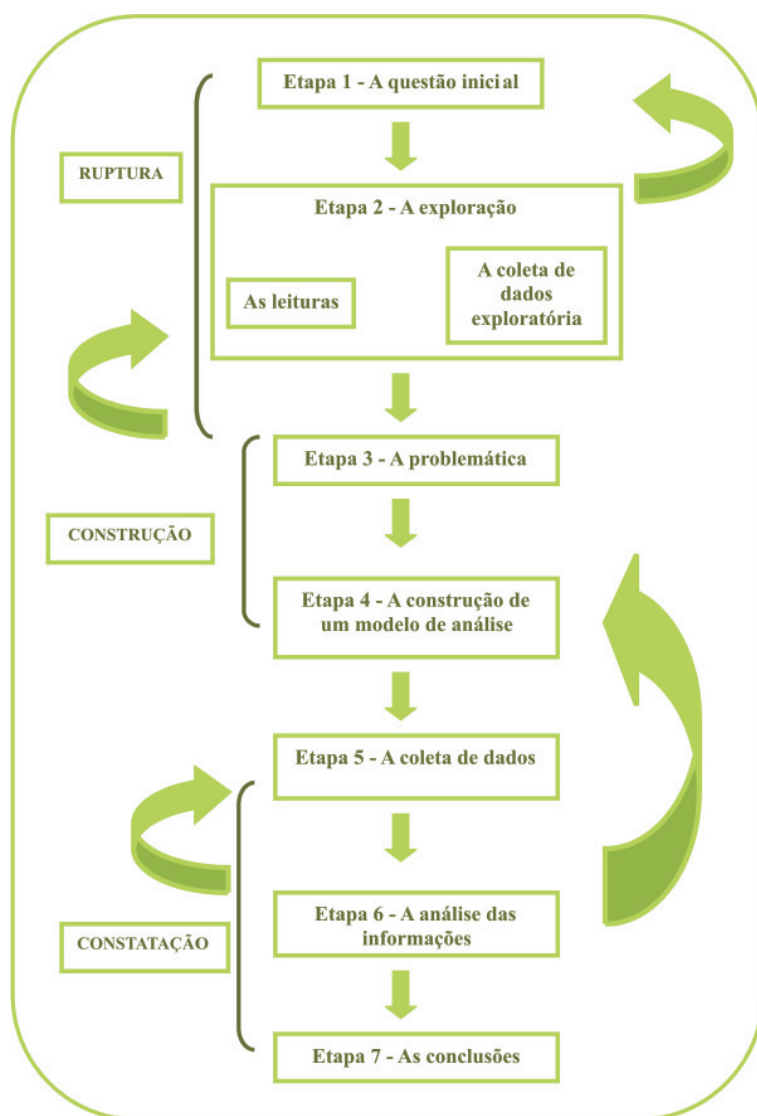 Etapa 1 - A questão inicial
RUPTURA
Etapa 2 - A exploração
As leituras
A coleta de
dados
exploratória
Etapa 3 - A problemática
CONSTRUÇÃO
Etapa 4 - A construção de
um modelo de análise
Etapa 5 - A coleta de dados
Etapa 6 - A análise das
informações
CONSTATAÇÃO
Etapa 7 - As conclusões